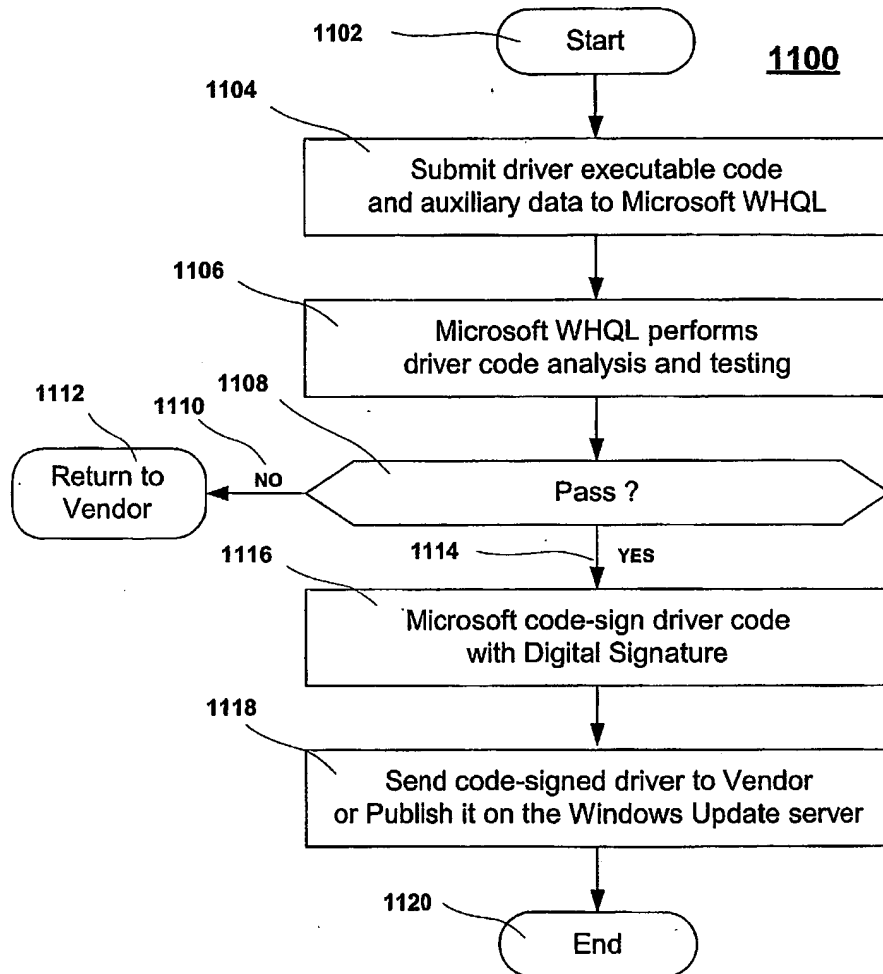 1102
Start
1100
1104
Submit driver executable code
and auxiliary data to Microsoft WHQL
1106
Microsoft WHQL performs
driver code analysis and testing
1108
1112
1110
Return to
Vendor
NO
Pass ?
1114
YES
1116
Microsoft code-sign driver code
with Digital Signature
1118
Send code-signed driver to Vendor
or Publish it on the Windows Update server
1120
End